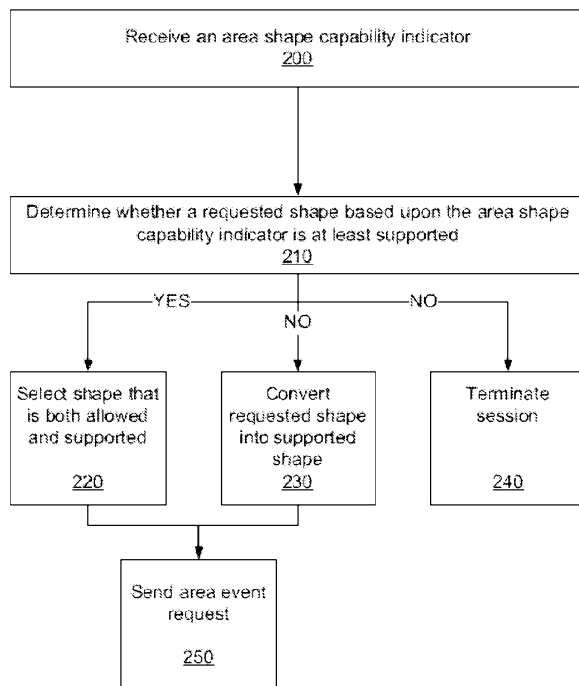 Receive an area shape capability indicator
200
Determine whether a requested shape based upon the area shape
capability indicator is at least supported
210
YES
NO
NO
Select shape that
is both allowed
and supported
220
Convert
requested shape
into supported
shape
230
Terminate
session
240
Send area event
request
250